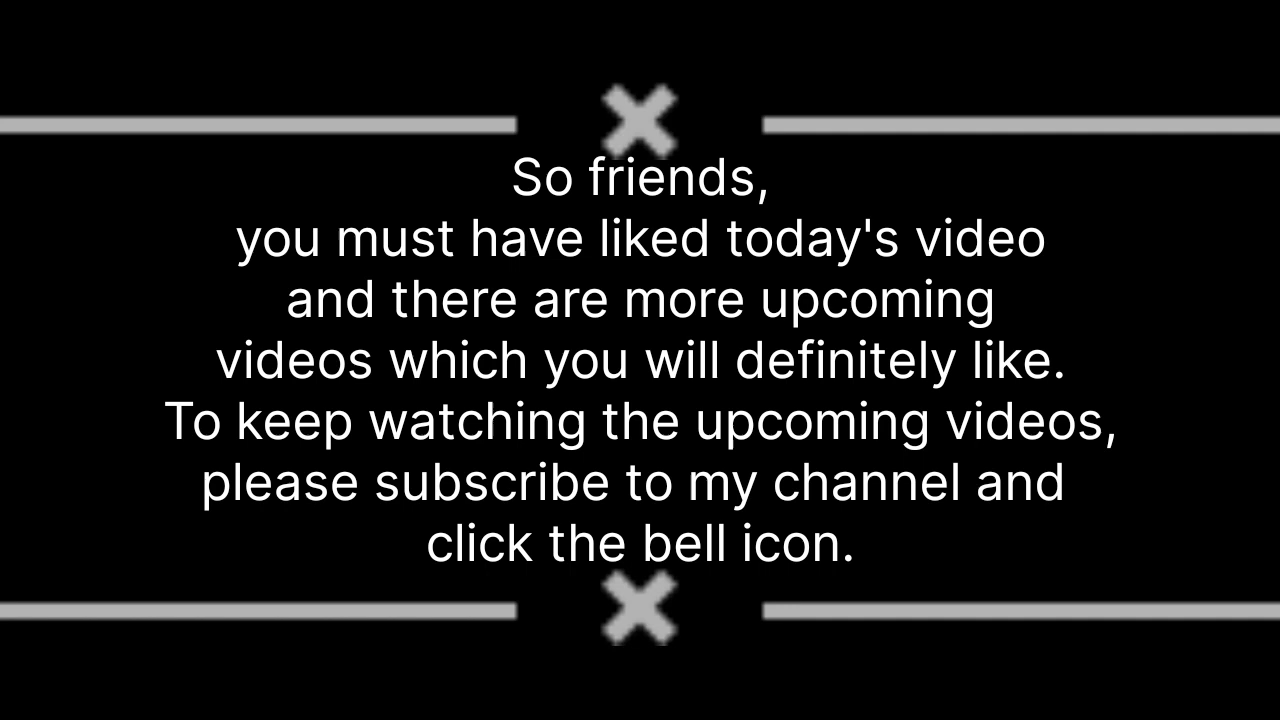 So friends,
you must have liked today's video
and there are more upcoming
videos which you will definitely like.
To keep watching the upcoming videos,
please subscribe to my channel and
click the bell icon.